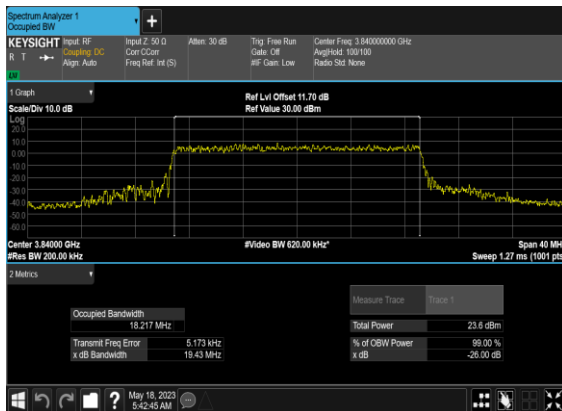 Spectrum Analyzer 1
Occupied BW
KEYSIGHT
R T
Input: RF
Coupling: DC
Align: Auto
Input Z: 50 Ω
Corr CCorr
Freq Ref: Int (S)
Atten: 30 dB
Trig: Free Run
Gate: Off
#IF Gain: Low
Center Freq: 3.840000000 GHz
Avg|Hold: 100/100
Radio Std: None
1 Graph
Scale/Div 10.0 dB
Ref Lvl Offset 11.70 dB
Ref Value 30.00 dBm
Log
20.0
10.0
0.00
-10.0
-20.0
-30.0
-40.0
-50.0
-60.0
Center 3.84000 GHz
#Res BW 200.00 kHz
#Video BW 620.00 kHz*
Span 40 MH
Sweep 1.27 ms (1001 pts
2 Metrics
Occupied Bandwidth
18.217 MHz
Transmit Freq Error 5.173 kHz
x dB Bandwidth 19.43 MHz
Measure Trace Trace 1
Total Power 23.6 dBm
% of OBW Power 99.00 %
x dB -26.00 dB
May 18, 2023
5:42:45 AM